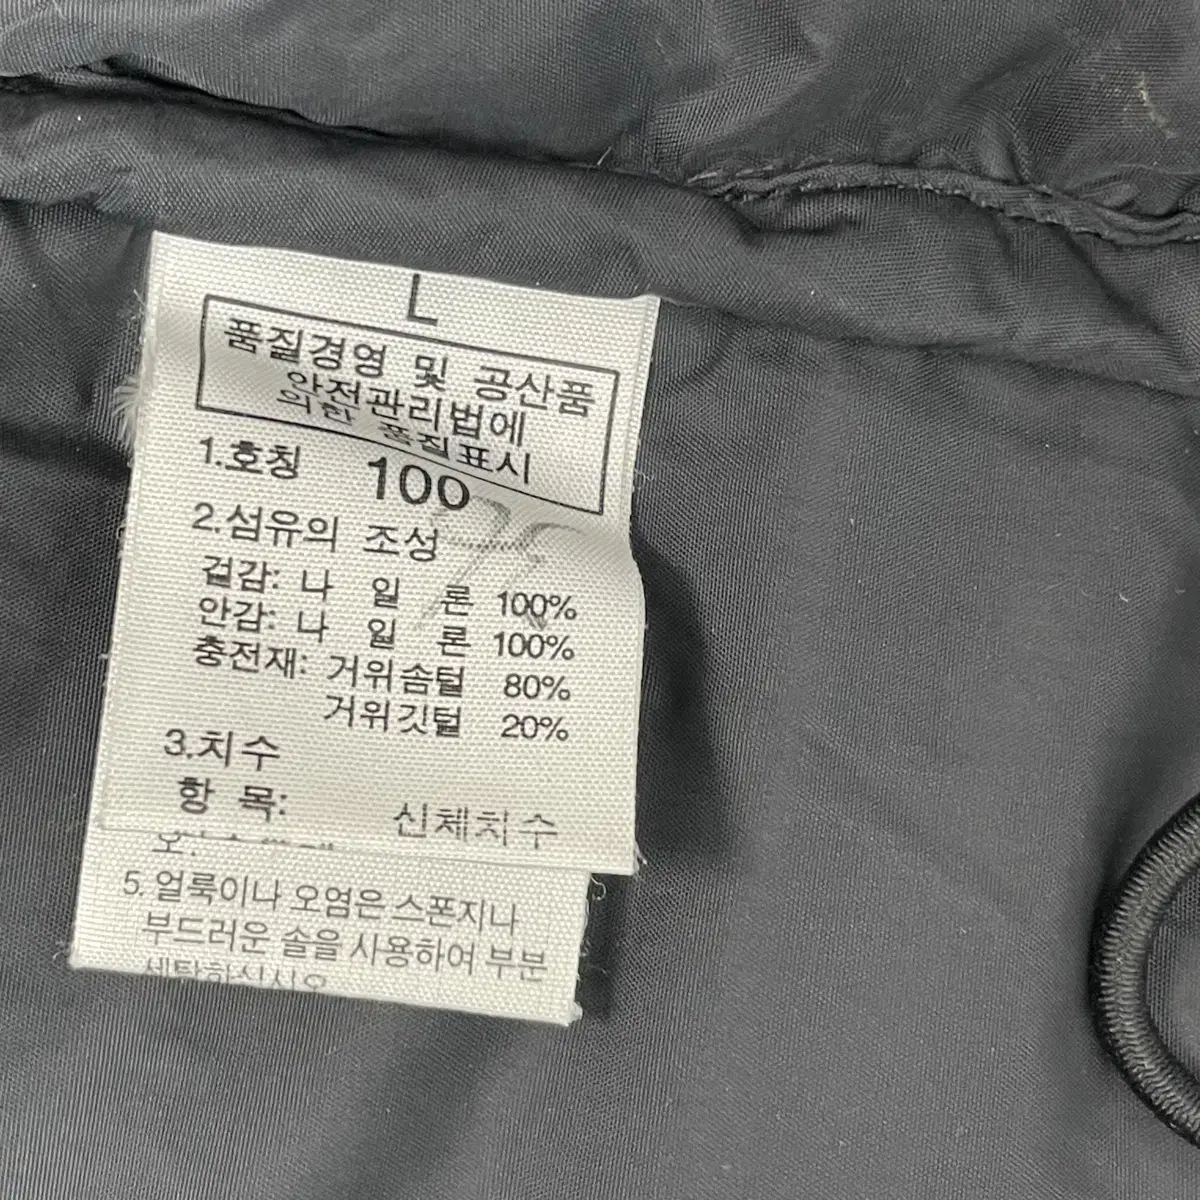 L
품질경영 및 공산품
안전관리법에
의한 품질표시
1.호칭 100
2.섬유의 조성
겉감: 나 일 론 100%
안감: 나 일 론 100%
충전재: 거위솜털 80%
거위깃털 20%
3.치수
항 목: 신체치수
5. 얼룩이나 오염은 스폰지나
부드러운 솔을 사용하여 부분
세탁하십시오